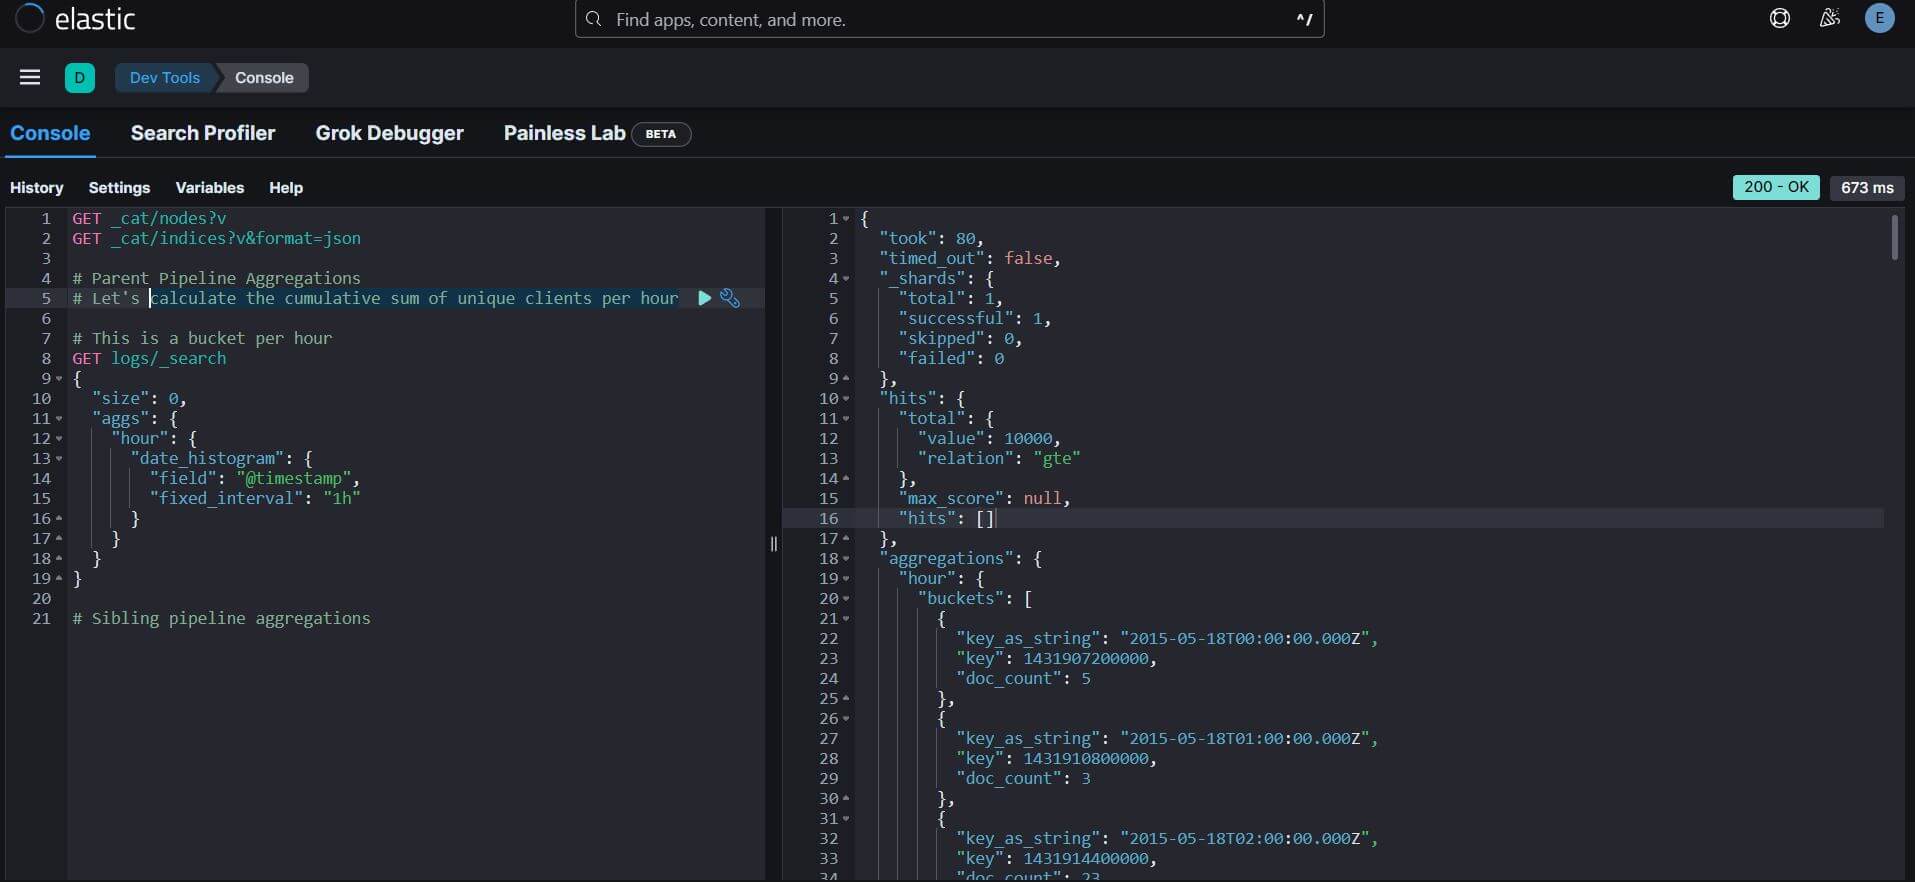 elastic
Find apps, content, and more.
^/
E
D
Dev Tools
Console
Console
Search Profiler
Grok Debugger
Painless Lab
BETA
History
Settings
Variables
Help
200 - OK
673 ms
1 GET _cat/nodes?v
2 GET _cat/indices?v&format=json
3
4 # Parent Pipeline Aggregations
5 # Let's calculate the cumulative sum of unique clients per hour
6
7 # This is a bucket per hour
8 GET logs/_search
9 {
10 "size": 0,
11 "aggs": {
12 "hour": {
13 "date_histogram": {
14 "field": "@timestamp",
15 "fixed_interval": "1h"
16 }
17 }
18 }
19 }
20
21 # Sibling pipeline aggregations
1 {
2 "took": 80,
3 "timed_out": false,
4 "_shards": {
5 "total": 1,
6 "successful": 1,
7 "skipped": 0,
8 "failed": 0
9 },
10 "hits": {
11 "total": {
12 "value": 10000,
13 "relation": "gte"
14 },
15 "max_score": null,
16 "hits": []
17 },
18 "aggregations": {
19 "hour": {
20 "buckets": [
21 {
22 "key_as_string": "2015-05-18T00:00:00.000Z",
23 "key": 1431907200000,
24 "doc_count": 5
25 },
26 {
27 "key_as_string": "2015-05-18T01:00:00.000Z",
28 "key": 1431910800000,
29 "doc_count": 3
30 },
31 {
32 "key_as_string": "2015-05-18T02:00:00.000Z",
33 "key": 1431914400000,
34 "doc_count": 23